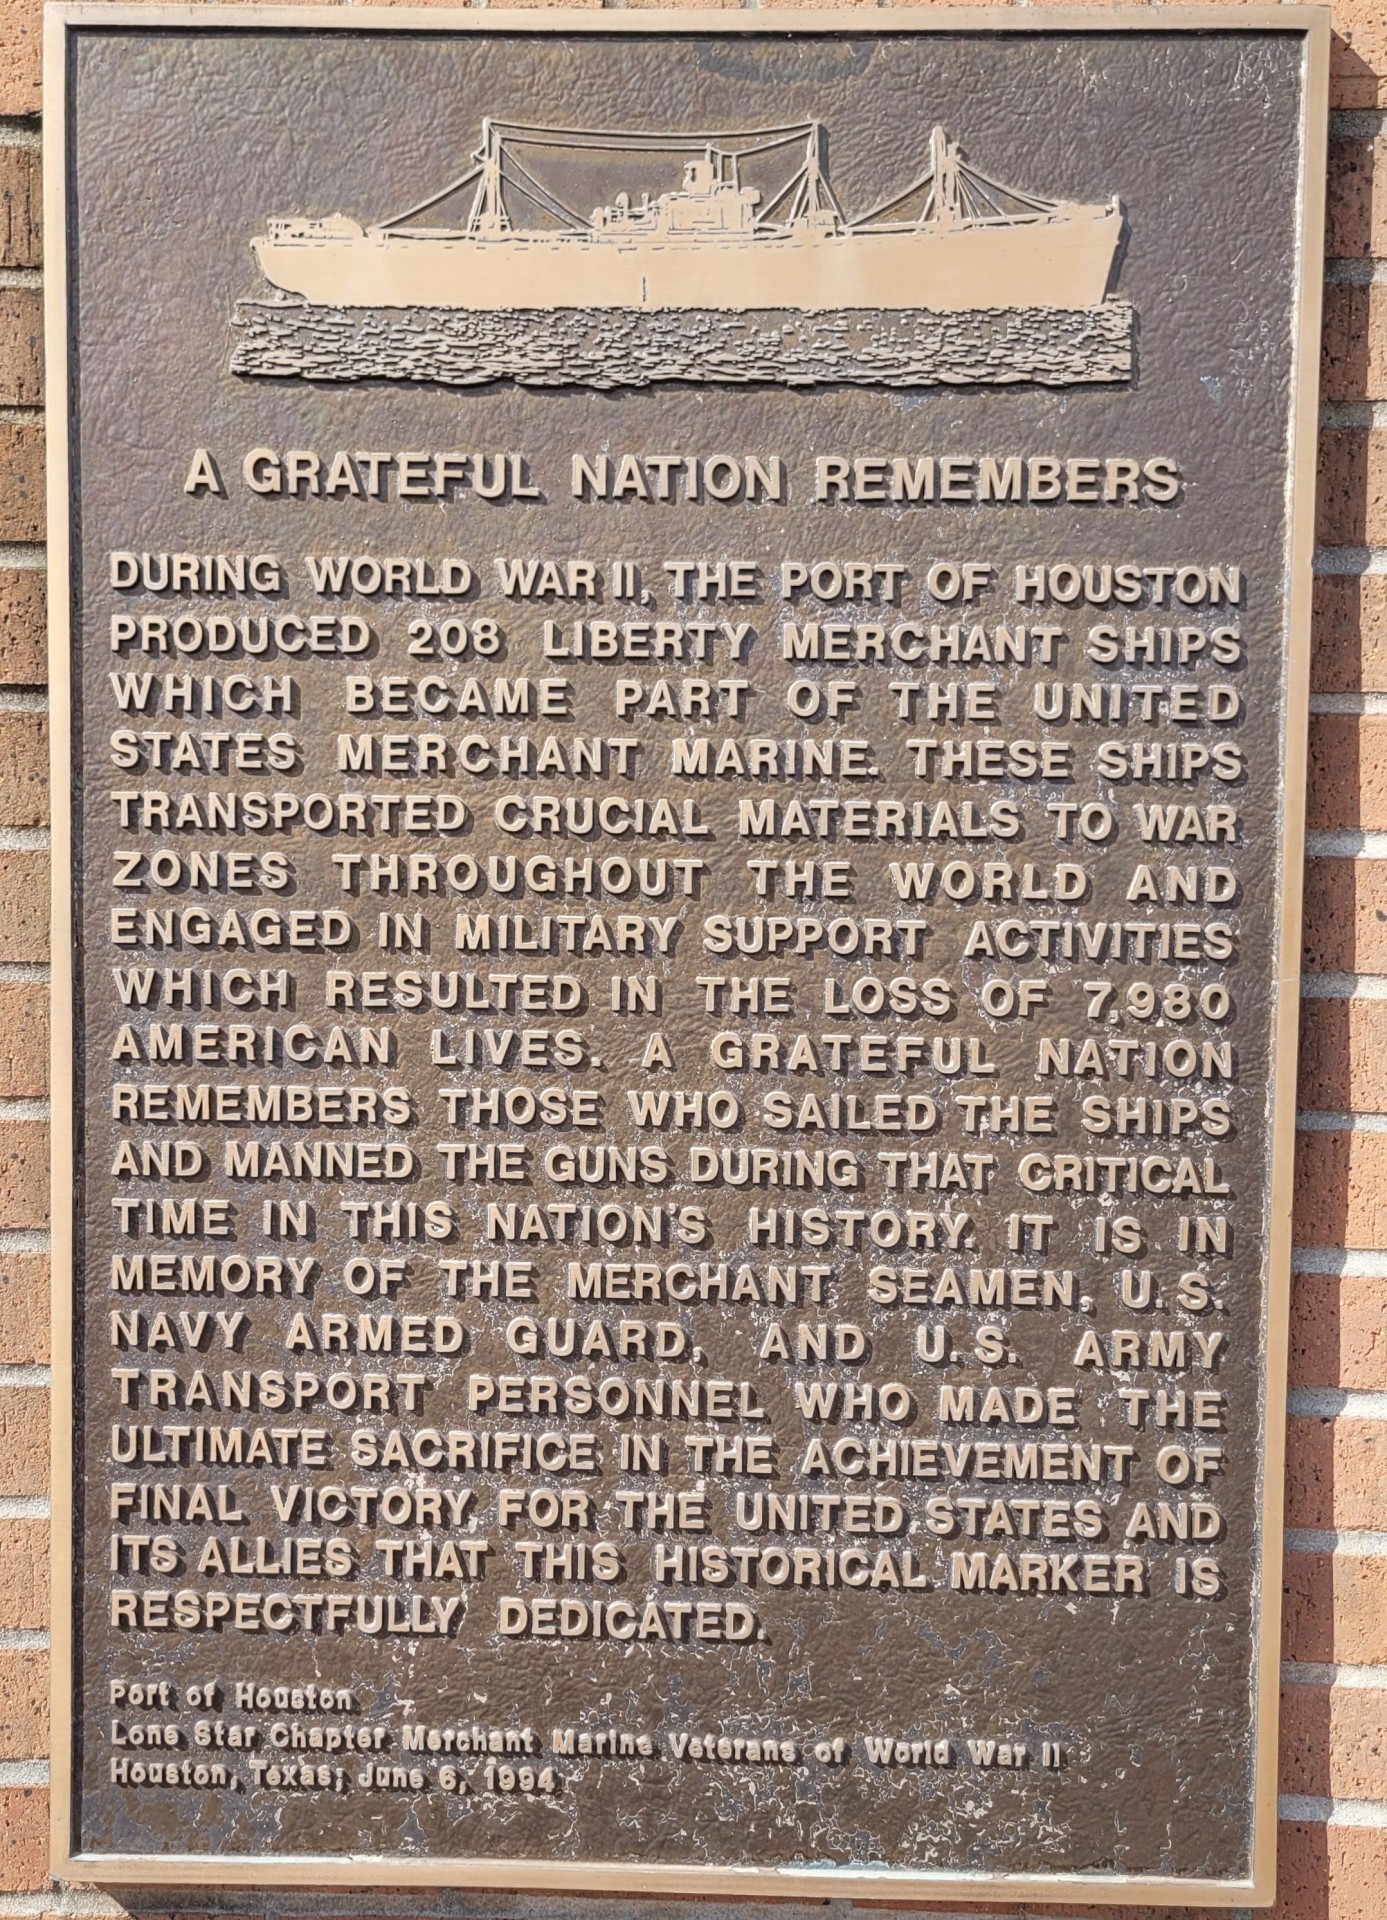 A GRATEFUL NATION REMEMBERS
DURING WORLD WAR II, THE PORT OF HOUSTON
PRODUCED 208 LIBERTY MERCHANT SHIPS
WHICH BECAME PART OF THE UNITED
STATES MERCHANT MARINE. THESE SHIPS
TRANSPORTED CRUCIAL MATERIALS TO WAR
ZONES THROUGHOUT THE WORLD AND
ENGAGED IN MILITARY SUPPORT ACTIVITIES
WHICH RESULTED IN THE LOSS OF 7,980
AMERICAN LIVES. A GRATEFUL NATION
REMEMBERS THOSE WHO SAILED THE SHIPS
AND MANNED THE GUNS DURING THAT CRITICAL
TIME IN THIS NATION'S HISTORY. IT IS IN
MEMORY OF THE MERCHANT SEAMEN, U.S.
NAVY ARMED GUARD, AND U.S. ARMY
TRANSPORT PERSONNEL WHO MADE THE
ULTIMATE SACRIFICE IN THE ACHIEVEMENT OF
FINAL VICTORY FOR THE UNITED STATES AND
ITS ALLIES THAT THIS HISTORICAL MARKER IS
RESPECTFULLY DEDICATED.
Port of Houston
Lone Star Chapter Merchant Marine Veterans of World War II
Houston, Texas; June 6, 1994